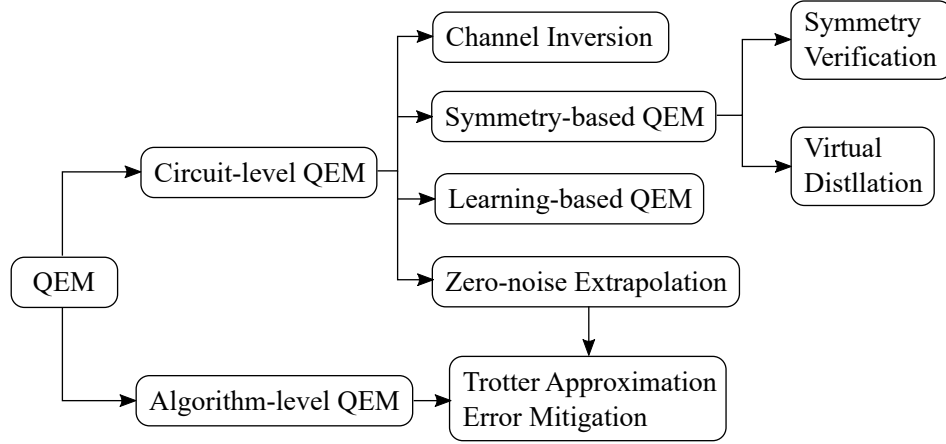 Channel Inversion
Symmetry
Verification
Symmetry-based QEM
Circuit-level QEM
Virtual
Distllation
Learning-based QEM
QEM
Zero-noise Extrapolation
Algorithm-level QEM
Trotter Approximation
Error Mitigation